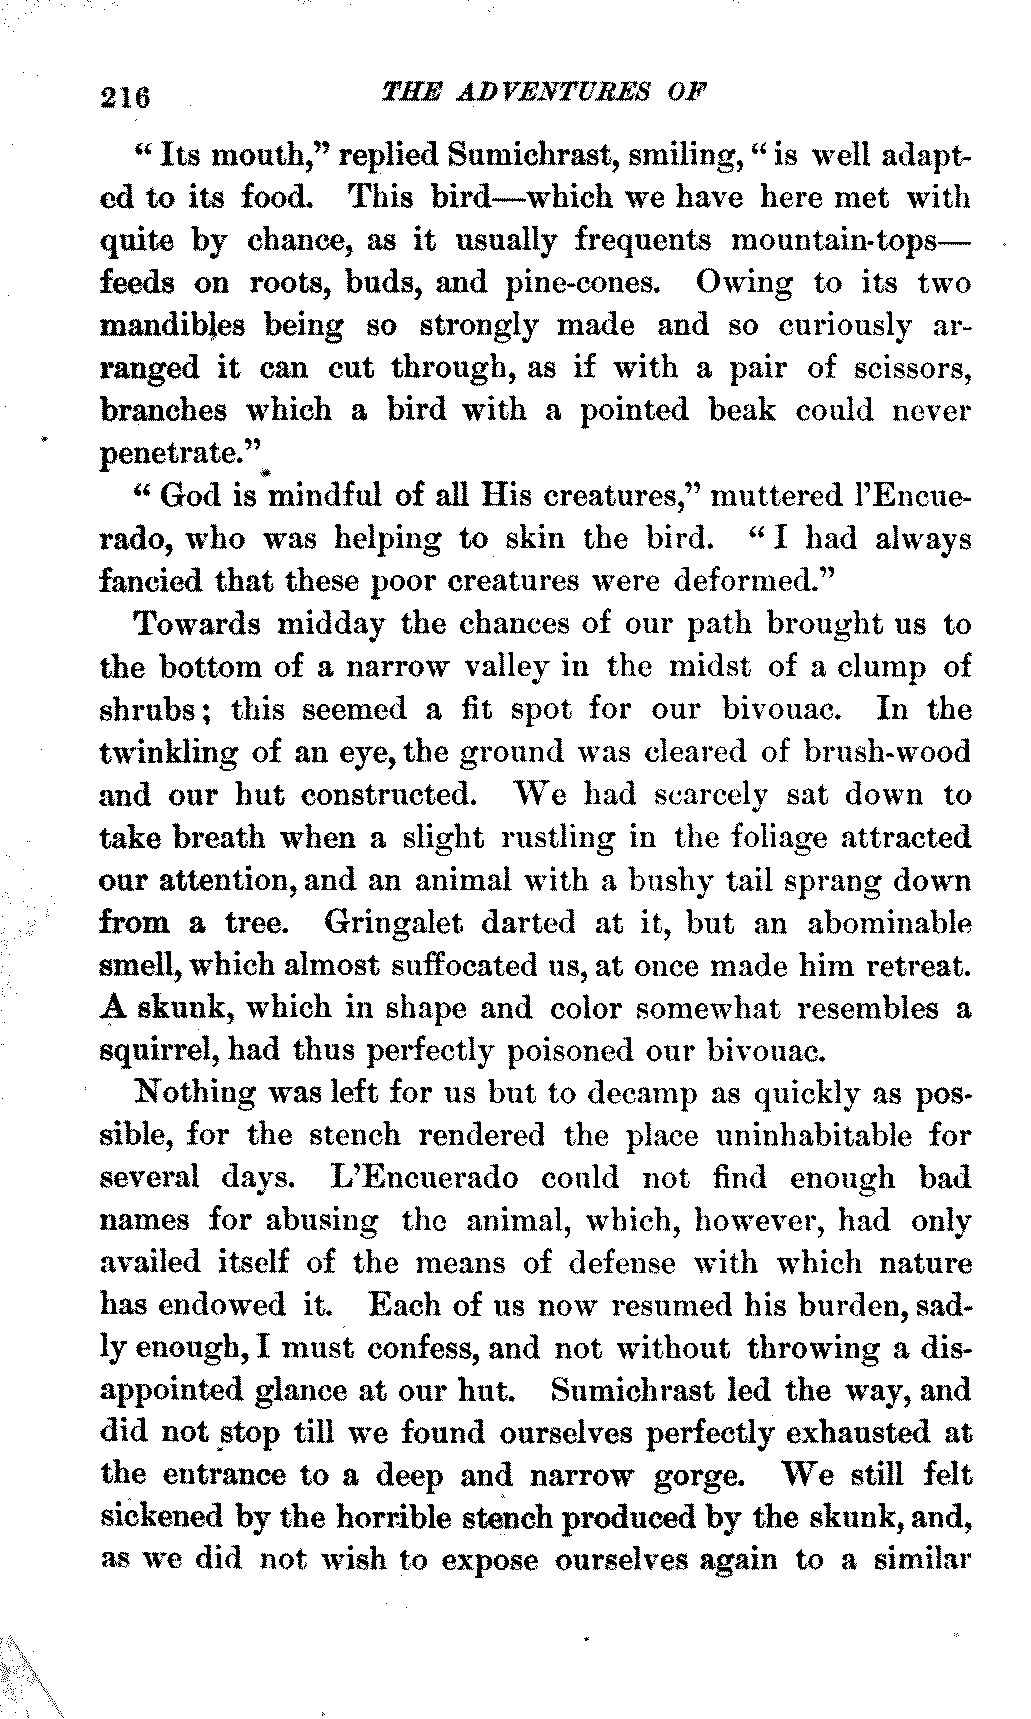 216 THE ADVENTURES OF
" Its mouth," replied Sumichrast, smiling, " is well adapt-
ed to its food. This bird—which we have here met with
quite by chance, as it usually frequents mountain-tops—
feeds on roots, buds, and pine-cones. Owing to its two
mandibles being so strongly made and so curiously ar-
ranged it can cut through, as if with a pair of scissors,
branches which a bird with a pointed beak could never
penetrate."
" God is mindful of all His creatures," muttered l'Encue-
rado, who was helping to skin the bird. " I had always
fancied that these poor creatures were deformed."
Towards midday the chances of our path brought us to
the bottom of a narrow valley in the midst of a clump of
shrubs; this seemed a fit spot for our bivouac. In the
twinkling of an eye, the ground was cleared of brush-wood
and our hut constructed. We had scarcely sat down to
take breath when a slight rustling in the foliage attracted
our attention, and an animal with a bushy tail sprang down
from a tree. Gringalet darted at it, but an abominable
smell, which almost suffocated us, at once made him retreat.
A skunk, which in shape and color somewhat resembles a
squirrel, had thus perfectly poisoned our bivouac.
Nothing was left for us but to decamp as quickly as pos-
sible, for the stench rendered the place uninhabitable for
several days. L'Encuerado could not find enough bad
names for abusing the animal, which, however, had only
availed itself of the means of defense with which nature
has endowed it. Each of us now resumed his burden, sad-
ly enough, I must confess, and not without throwing a dis-
appointed glance at our hut. Sumichrast led the way, and
did not stop till we found ourselves perfectly exhausted at
the entrance to a deep and narrow gorge. We still felt
sickened by the horrible stench produced by the skunk, and,
as we did not wish to expose ourselves again to a similar